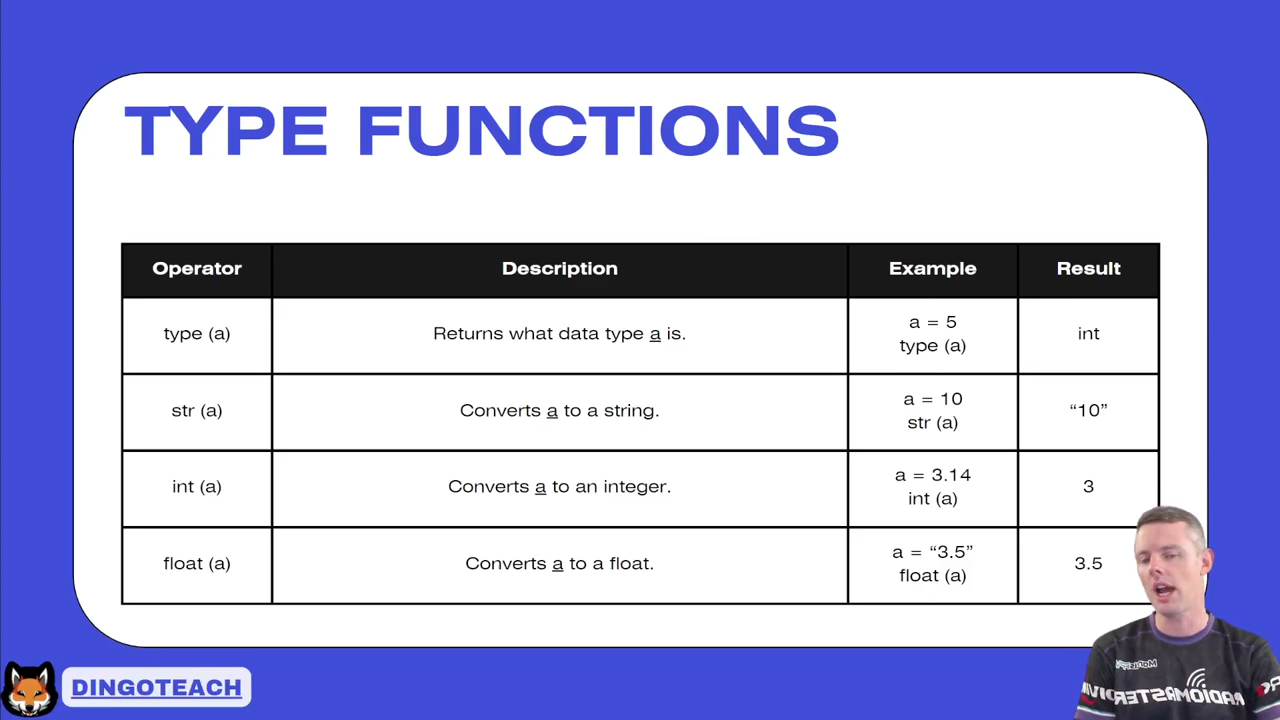 TYPE FUNCTIONS
Operator Description Example Result
type (a) Returns what data type a is. a = 5
type (a) int
str (a) Converts a to a string. a = 10
str (a) “10”
int (a) Converts a to an integer. a = 3.14
int (a) 3
float (a) Converts a to a float. a = “3.5”
float (a) 3.5
DINGOTEACH
RADIOMASTER